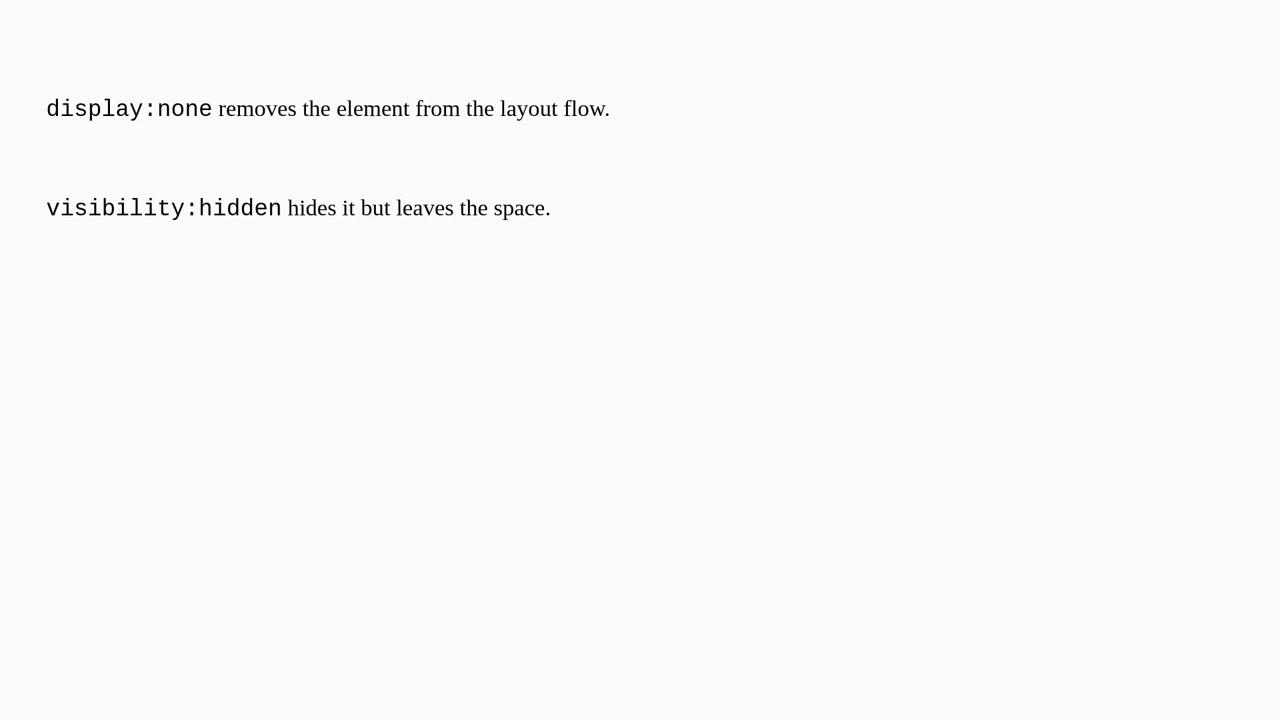 display:none removes the element from the layout flow.
visibility:hidden hides it but leaves the space.